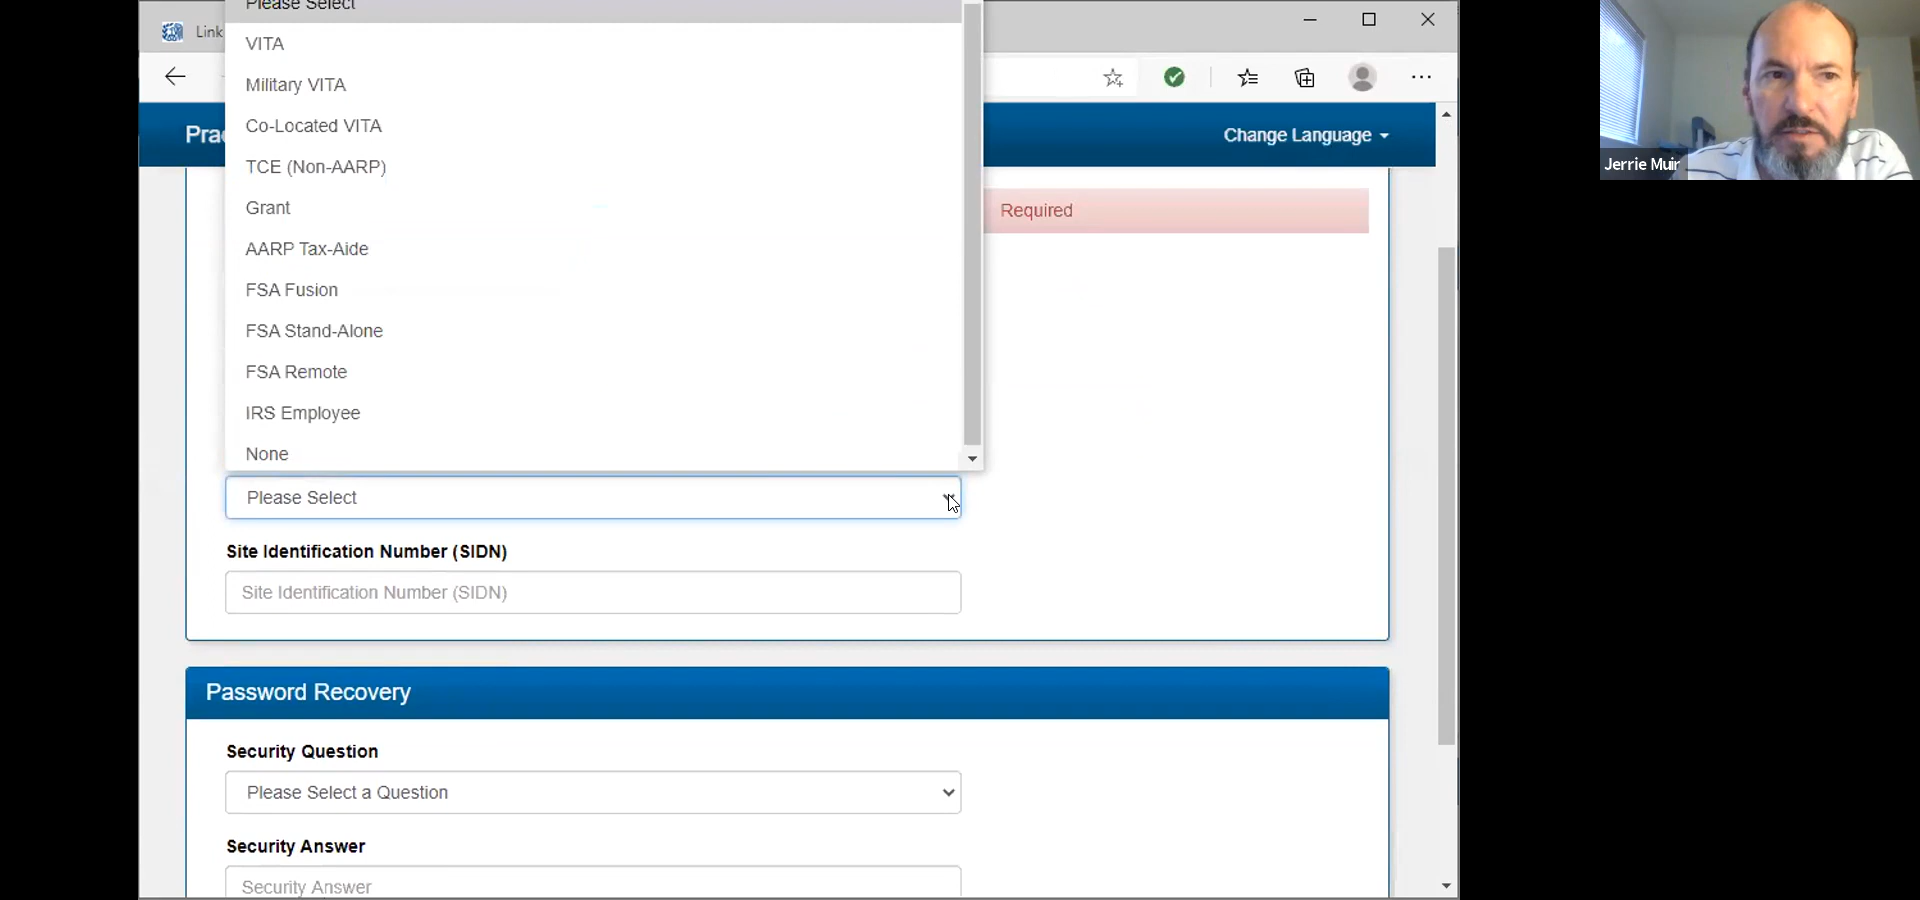 Please Select
Link
VITA
Military VITA
Change Language
Co-Located VITA
TCE (Non-AARP)
Grant
Required
AARP Tax-Aide
FSA Fusion
FSA Stand-Alone
FSA Remote
IRS Employee
None
Please Select
Site Identification Number (SIDN)
Site Identification Number (SIDN)
Password Recovery
Security Question
Please Select a Question
Security Answer
Security Answer
Jerrie Muir